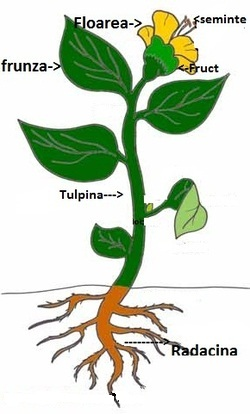 Floarea->
<-seminte
frunza->
<-Fruct
Tulpina--->
----------->
Radacina